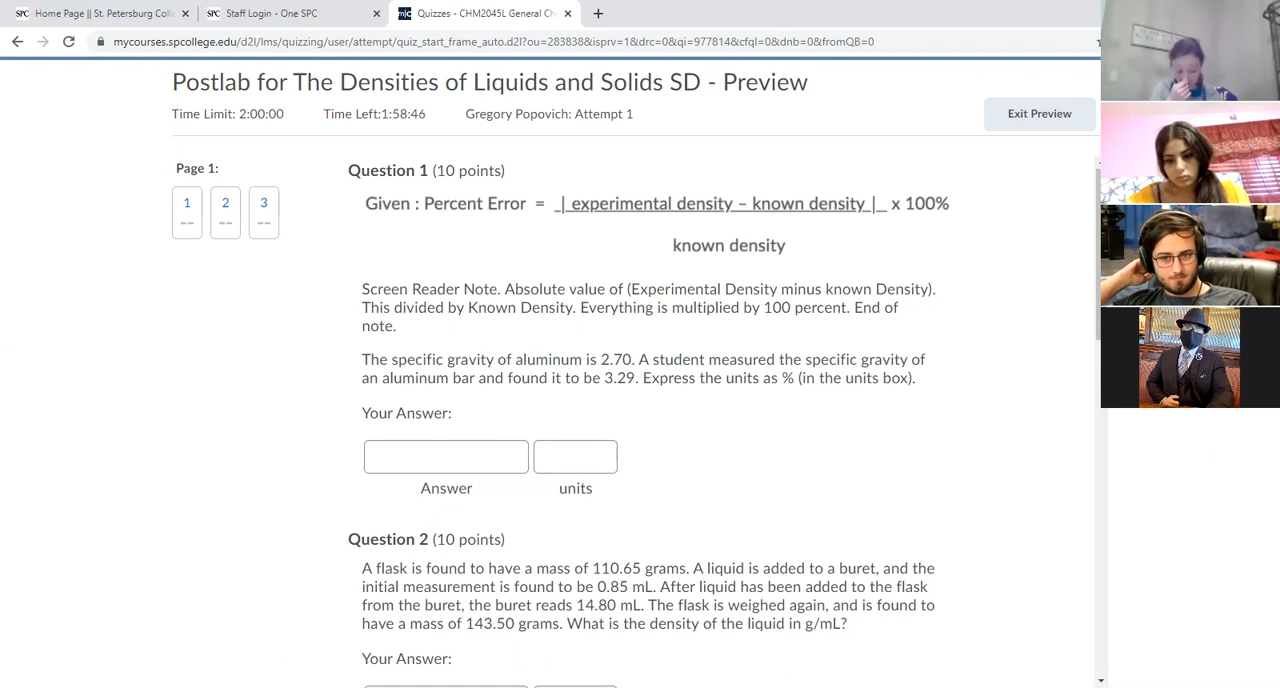 Home Page || St. Petersburg Coll
Staff Login - One SPC
Quizzes - CHM2045L General Ch
mycourses.spcollege.edu/d2l/lms/quizzing/user/attempt/quiz_start_frame_auto.d2l?ou=283838&isprv=1&drc=0&qi=977814&cfql=0&dnb=0&fromQB=0
Postlab for The Densities of Liquids and Solids SD - Preview
Time Limit: 2:00:00 Time Left:1:58:46 Gregory Popovich: Attempt 1
Exit Preview
Page 1:
1 2 3
-- -- --
Question 1 (10 points)
Given : Percent Error = _| experimental density – known density |_ x 100%
known density
Screen Reader Note. Absolute value of (Experimental Density minus known Density).
This divided by Known Density. Everything is multiplied by 100 percent. End of
note.
The specific gravity of aluminum is 2.70. A student measured the specific gravity of
an aluminum bar and found it to be 3.29. Express the units as % (in the units box).
Your Answer:
Answer units
Question 2 (10 points)
A flask is found to have a mass of 110.65 grams. A liquid is added to a buret, and the
initial measurement is found to be 0.85 mL. After liquid has been added to the flask
from the buret, the buret reads 14.80 mL. The flask is weighed again, and is found to
have a mass of 143.50 grams. What is the density of the liquid in g/mL?
Your Answer: